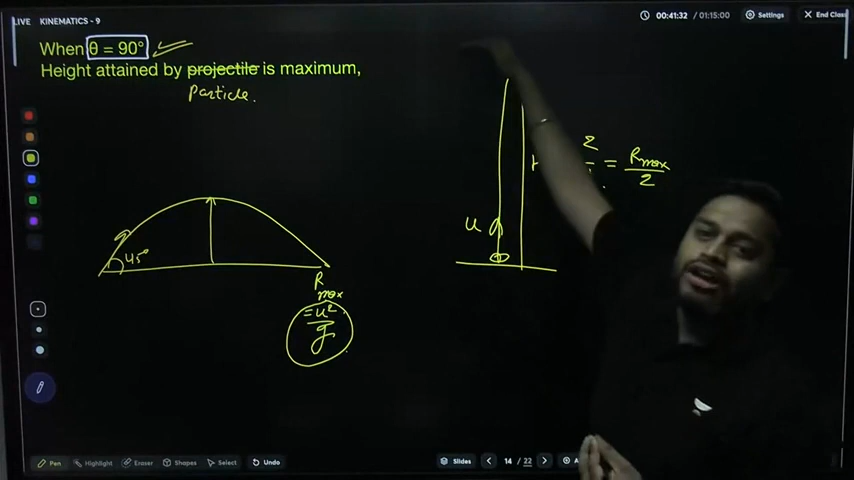 LIVE KINEMATICS - 9
00:41:32 / 01:15:00 Settings End Class
When θ = 90°
Height attained by projectile is maximum,
Particle.
= Rmax
2
u
45°
Rmax
= u²
g
Pen Highlight Eraser Shapes Select Undo
Slides 14 / 22